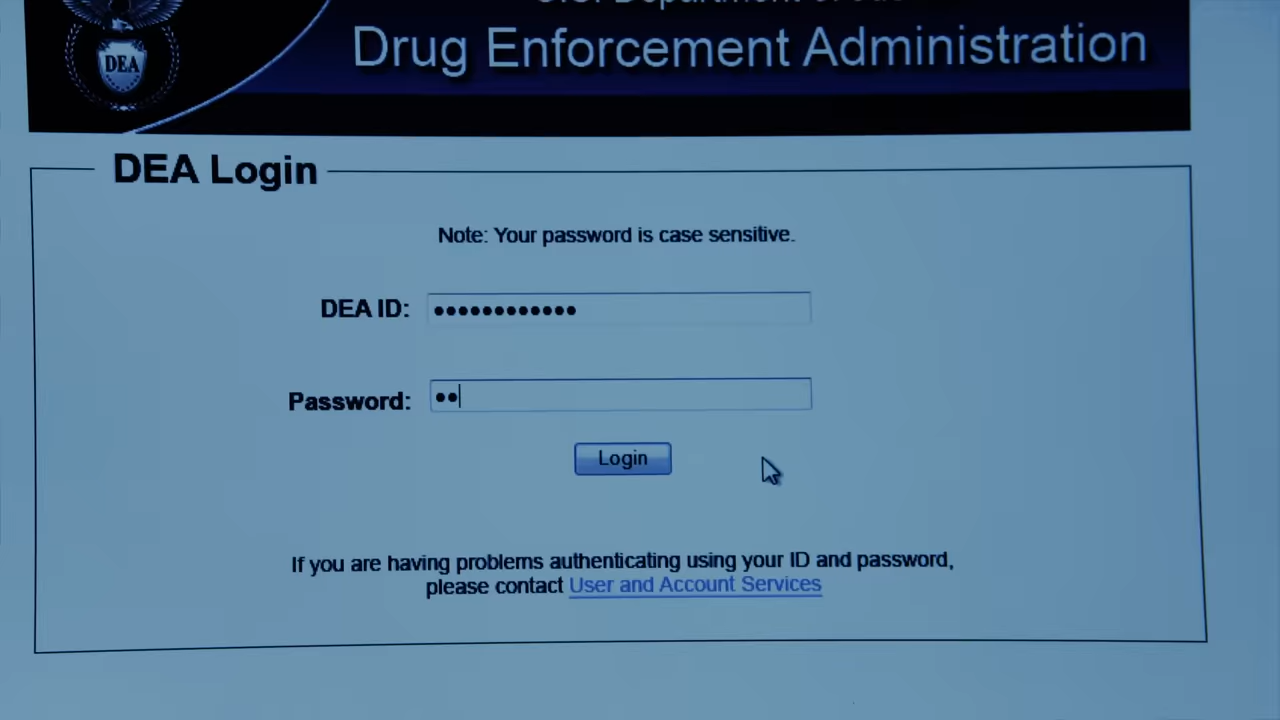 Drug Enforcement Administration
DEA
DEA Login
Note: Your password is case sensitive.
DEA ID: ••••••••••••
Password: ••
Login
If you are having problems authenticating using your ID and password,
please contact User and Account Services